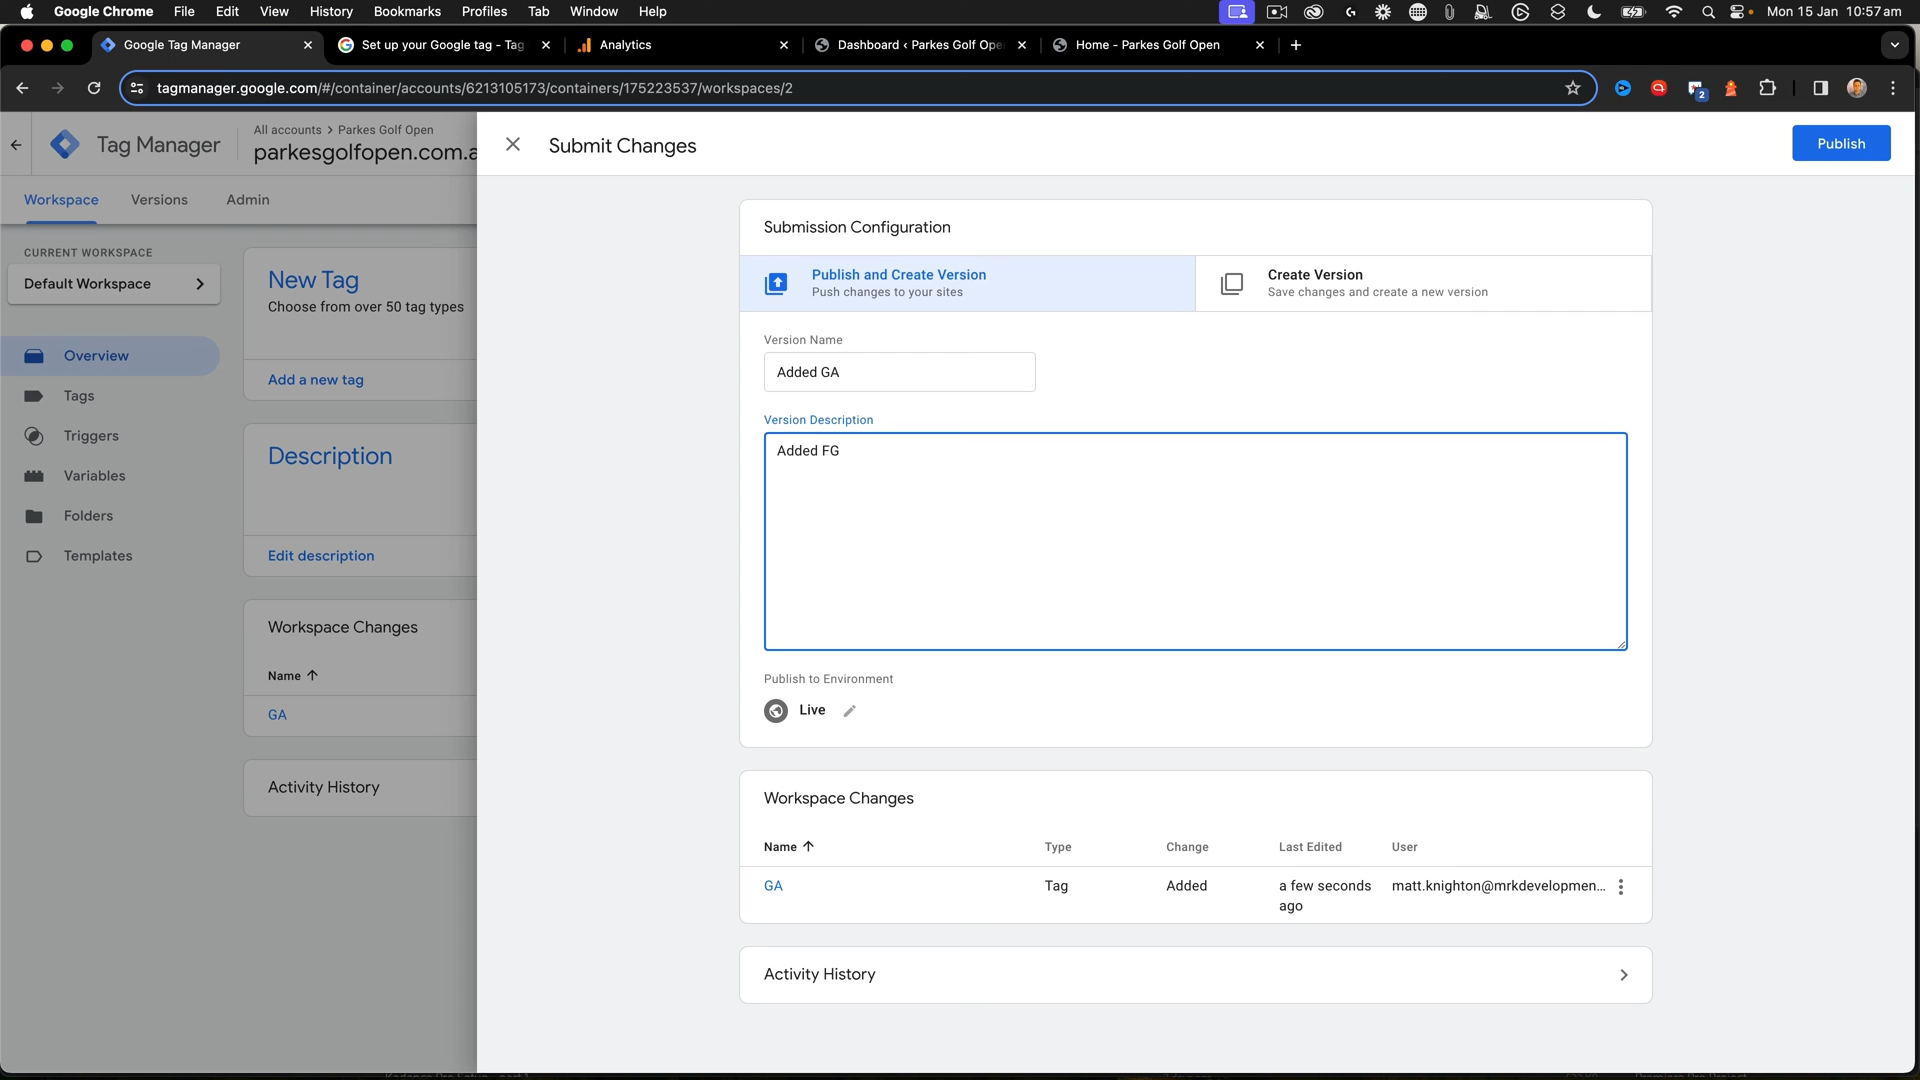 Google Chrome File Edit View History Bookmarks Profiles Tab Window Help
2
Mon 15 Jan 10:57 am
Google Tag Manager
Set up your Google tag - Tag
Analytics
Dashboard ‹ Parkes Golf Ope
Home - Parkes Golf Open
tagmanager.google.com/#/container/accounts/6213105173/containers/175223537/workspaces/2
Tag Manager
All accounts > Parkes Golf Open
parkesgolfopen.com.a
Submit Changes
Publish
Workspace
Versions
Admin
CURRENT WORKSPACE
Default Workspace
Overview
Tags
Triggers
Variables
Folders
Templates
New Tag
Choose from over 50 tag types
Add a new tag
Description
Edit description
Workspace Changes
Name
GA
Activity History
Submission Configuration
Publish and Create Version
Push changes to your sites
Create Version
Save changes and create a new version
Version Name
Added GA
Version Description
Added FG
Publish to Environment
Live
Workspace Changes
Name Type Change Last Edited User
GA Tag Added a few seconds ago matt.knighton@mrkdevelopmen...
Activity History